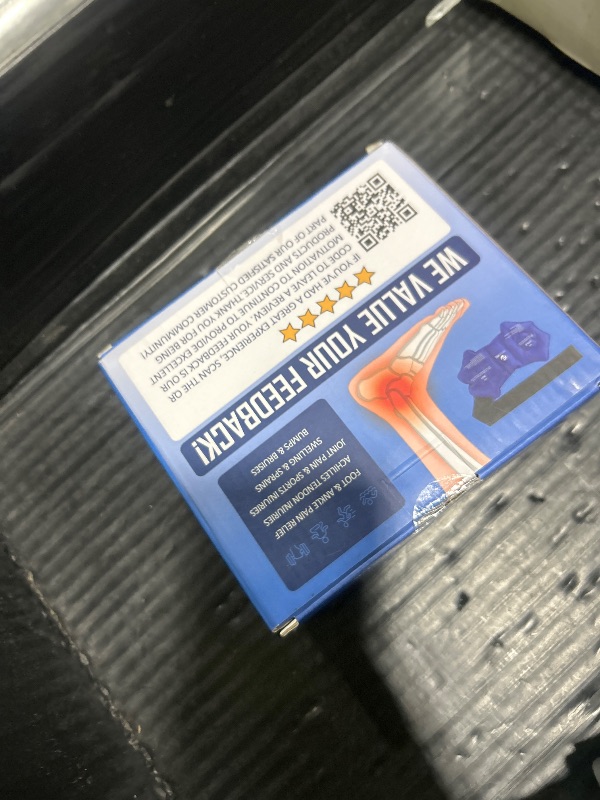 WE VALUE YOUR FEEDBACK!
IF YOU'VE HAD A GREAT EXPERIENCE, SCAN THE QR
CODE TO LEAVE A REVIEW. YOUR FEEDBACK IS OUR
MOTIVATION TO CONTINUE TO PROVIDE EXCELLENT
PRODUCTS AND SERVICE THANK YOU FOR BEING
PART OF OUR SATISFIED CUSTOMER COMMUNITY!
FOOT & ANKLE PAIN RELIEF
ACHILLES TENDON INJURIES
JOINT PAIN & SPORTS INJURIES
SWELLING & SPRAINS
BUMPS & BRUISES